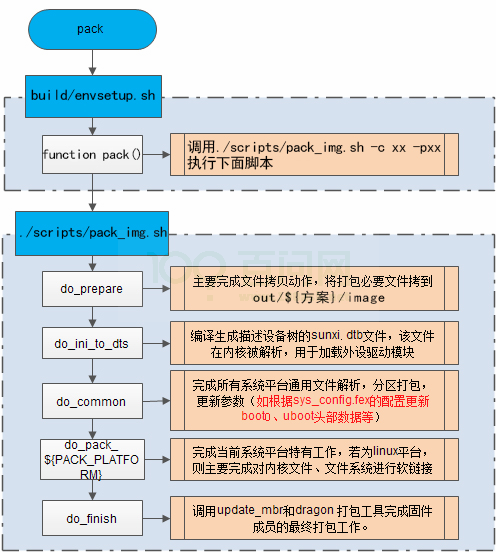 pack
build/envsetup.sh
function pack()
调用./scripts/pack_img.sh -c xx -pxx
执行下面脚本
./scripts/pack_img.sh
100 百问网
do_prepare
主要完成文件拷贝动作，将打包必要文件拷到
out/${方案}/image
do_ini_to_dts
编译生成描述设备树的sunxi.dtb文件，该文件
在内核被解析，用于加载外设驱动模块
do_common
完成所有系统平台通用文件解析，分区打包，
更新参数（如根据sys_config.fex的配置更新
boot0、uboot头部数据等）
do_pack_
${PACK_PLATFO
RM}
完成当前系统平台特有工作，若为linux平台，
则主要完成对内核文件、文件系统进行软链接
do_finish
调用update_mbr和dragon 打包工具完成固件
成员的最终打包工作。